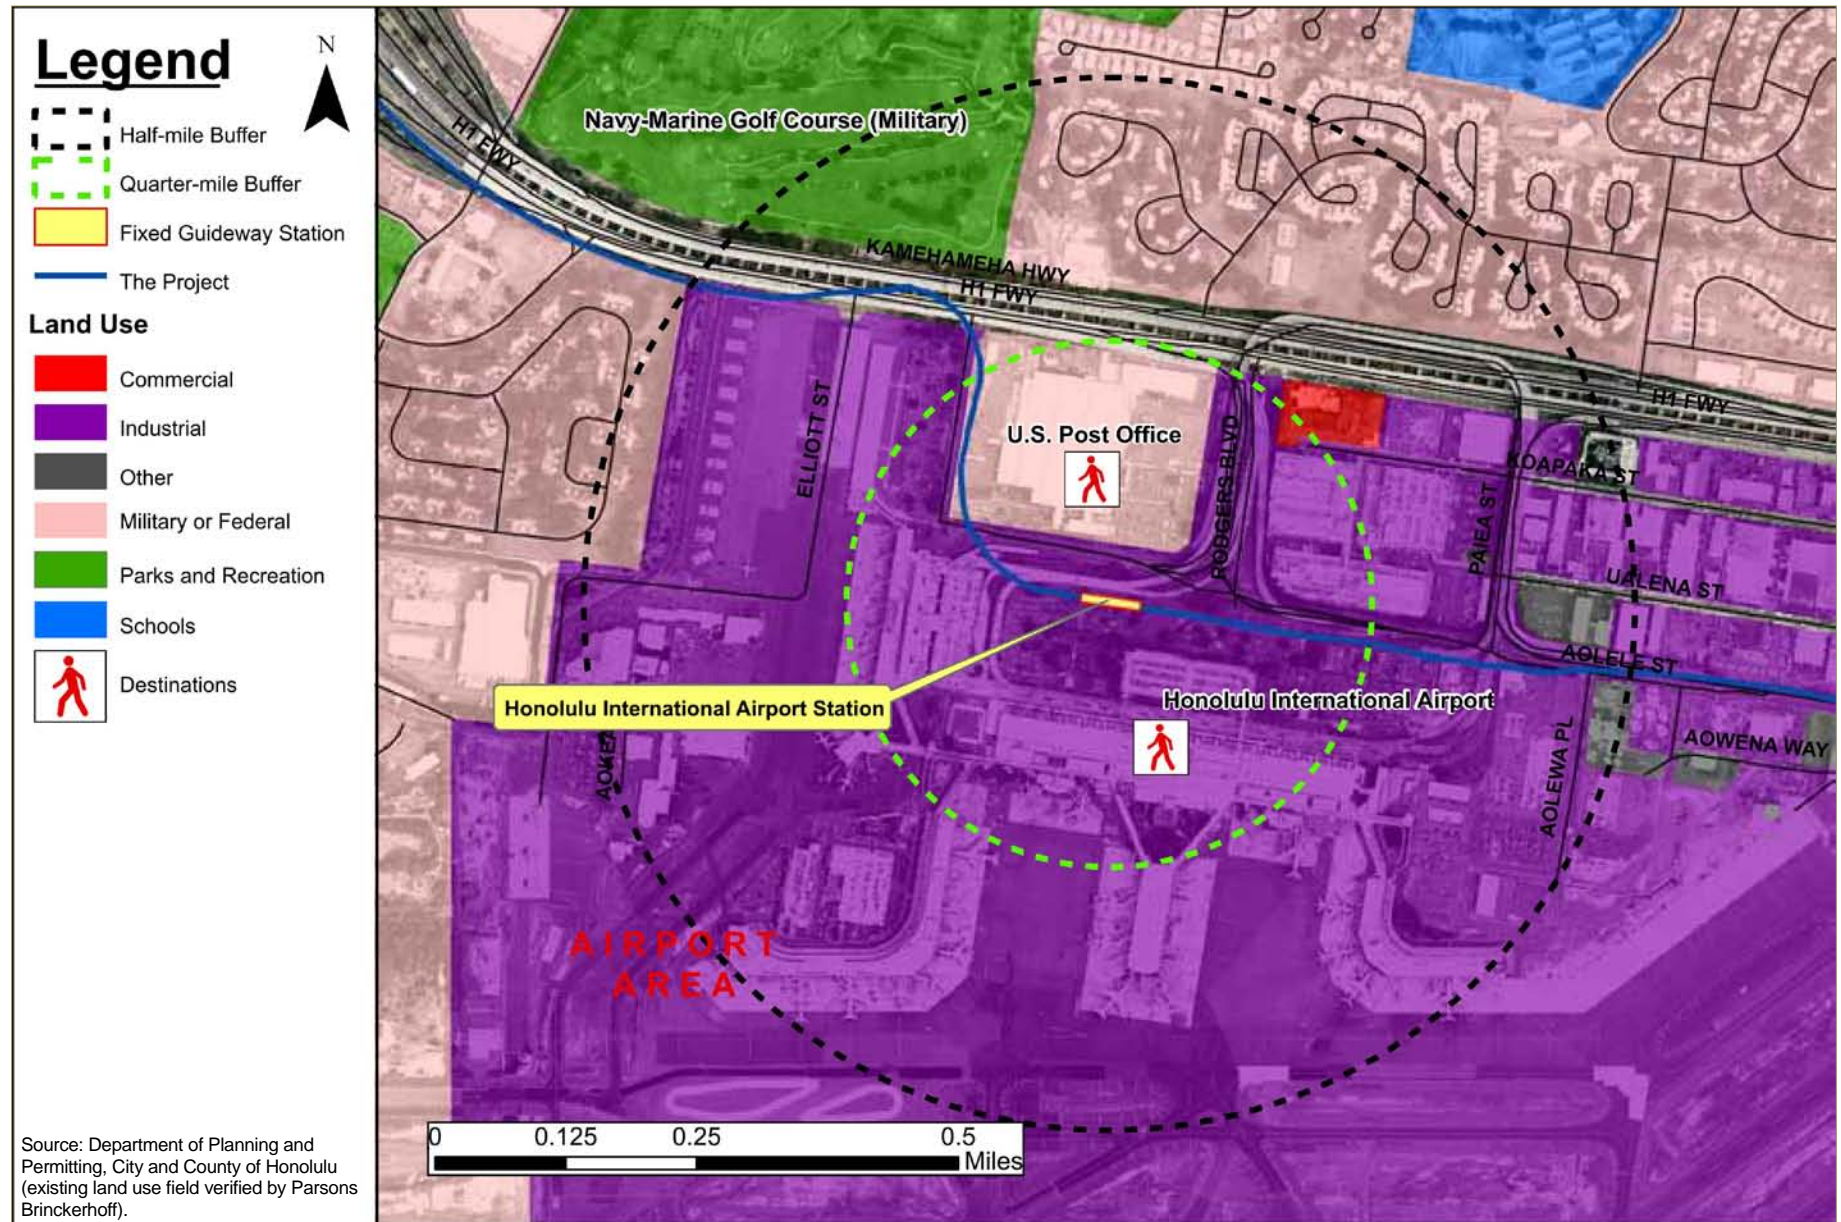 Legend
N
Half-mile Buffer
Quarter-mile Buffer
Fixed Guideway Station
The Project
Land Use
Commercial
Industrial
Other
Military or Federal
Parks and Recreation
Schools
Destinations
Source: Department of Planning and
Permitting, City and County of Honolulu
(existing land use field verified by Parsons
Brinckerhoff).
Navy-Marine Golf Course (Military)
H1 FWY
KAMEHAMEHA HWY
H1 FWY
H1 FWY
U.S. Post Office
ELLIOTT ST
RODGERS BLVD
KOAPAKA ST
PAIEA ST
UALENA ST
AOLELE ST
Honolulu International Airport Station
Honolulu International Airport
AOWENA WAY
AOLEWA PL
AIRPORT
AREA
0 0.125 0.25 0.5
Miles